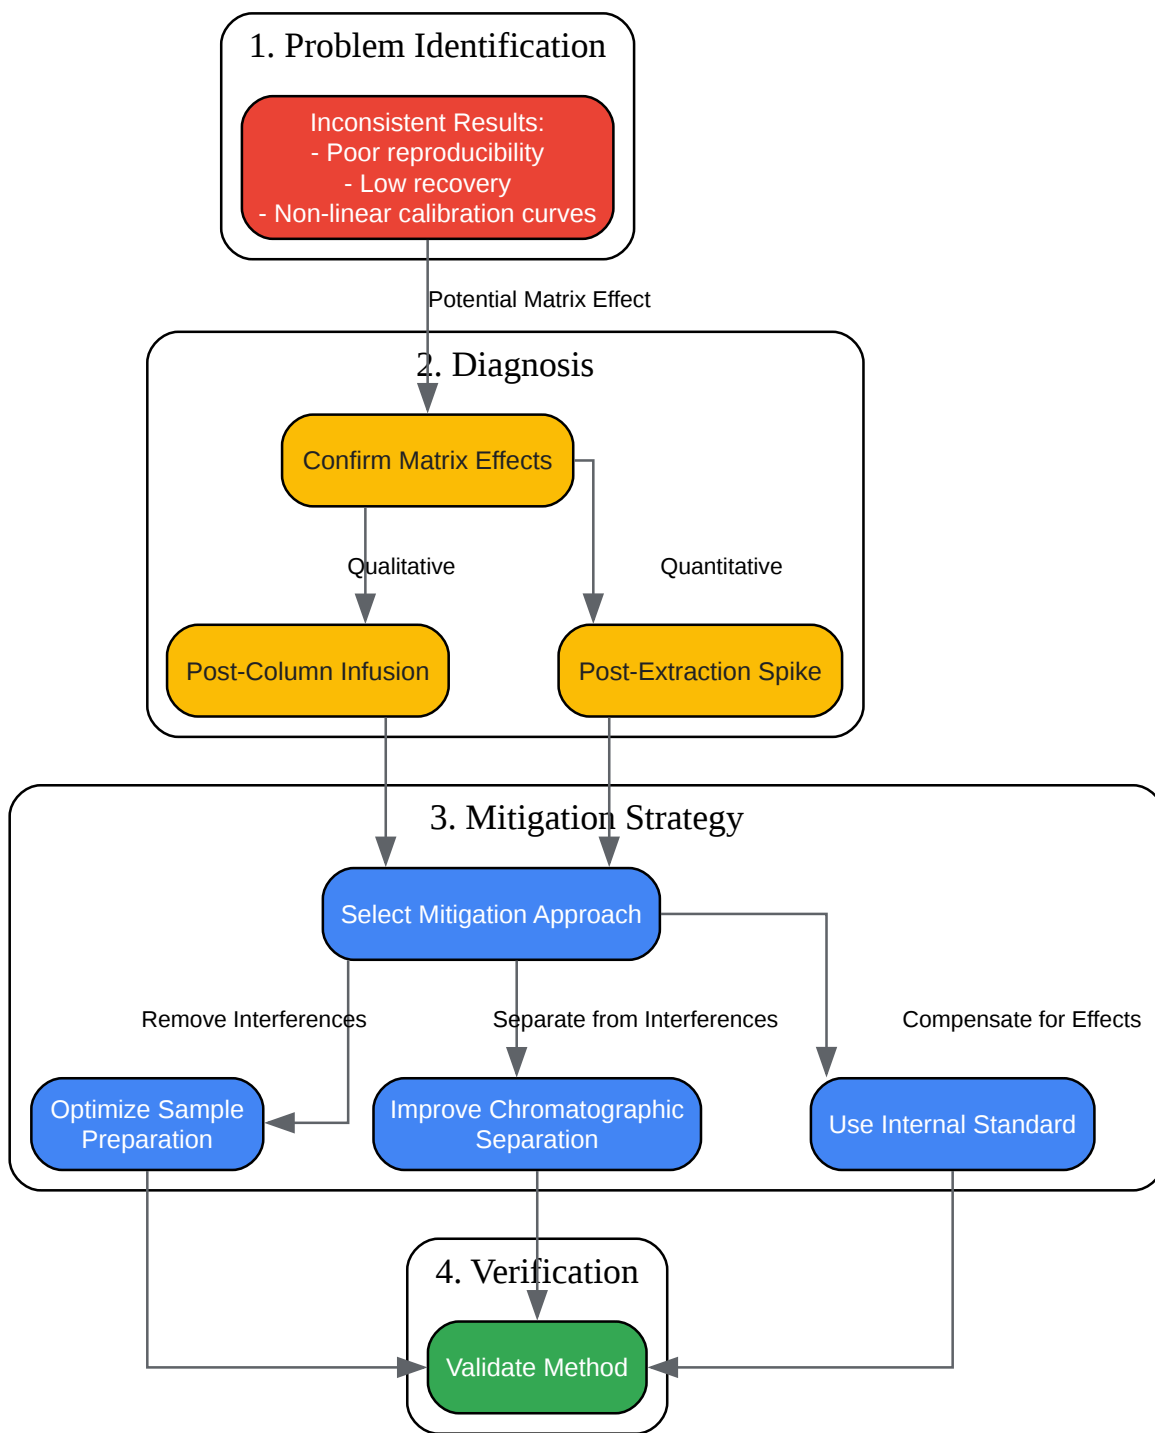 1. Problem Identification
Inconsistent Results:
- Poor reproducibility
- Low recovery
- Non-linear calibration curves
Potential Matrix Effect
2. Diagnosis
Confirm Matrix Effects
Qualitative
Quantitative
Post-Column Infusion
Post-Extraction Spike
3. Mitigation Strategy
Select Mitigation Approach
Remove Interferences
Separate from Interferences
Compensate for Effects
Optimize Sample
Preparation
Improve Chromatographic
Separation
Use Internal Standard
4. Verification
Validate Method